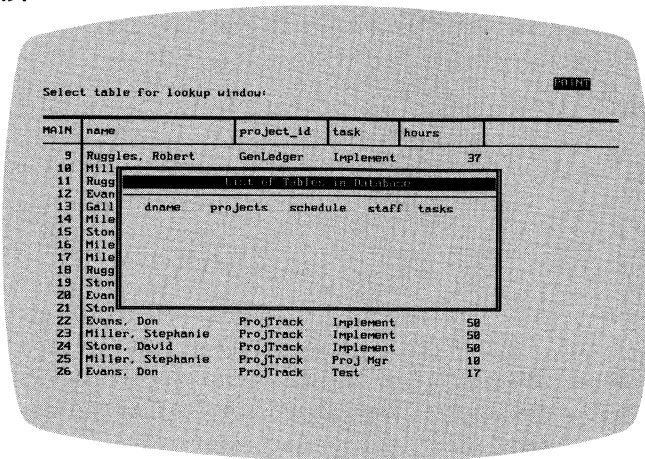 POINT
Select table for lookup window:
MAIN name project_id task hours
9 Ruggles, Robert GenLedger Implement 37
10 Mill
11 Rugg List of Tables in Database
12 Evan
13 Gall dname projects schedule staff tasks
14 Mile
15 Ston
16 Mile
17 Mile
18 Rugg
19 Ston
20 Evan
21 Ston
22 Evans, Don ProjTrack Implement 50
23 Miller, Stephanie ProjTrack Implement 50
24 Stone, David ProjTrack Implement 50
25 Miller, Stephanie ProjTrack Proj Mgr 10
26 Evans, Don ProjTrack Test 17